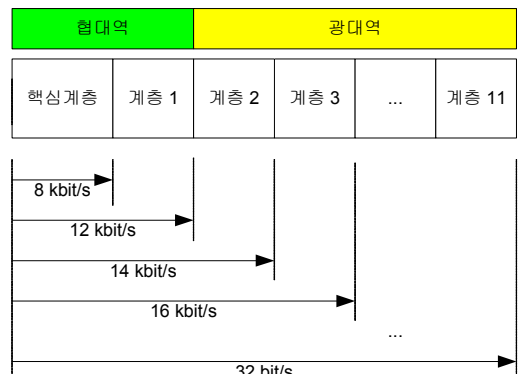 협대역 광대역
핵심계층 계층 1 계층 2 계층 3 ... 계층 11
8 kbit/s
12 kbit/s
14 kbit/s
16 kbit/s
...
32 bit/s